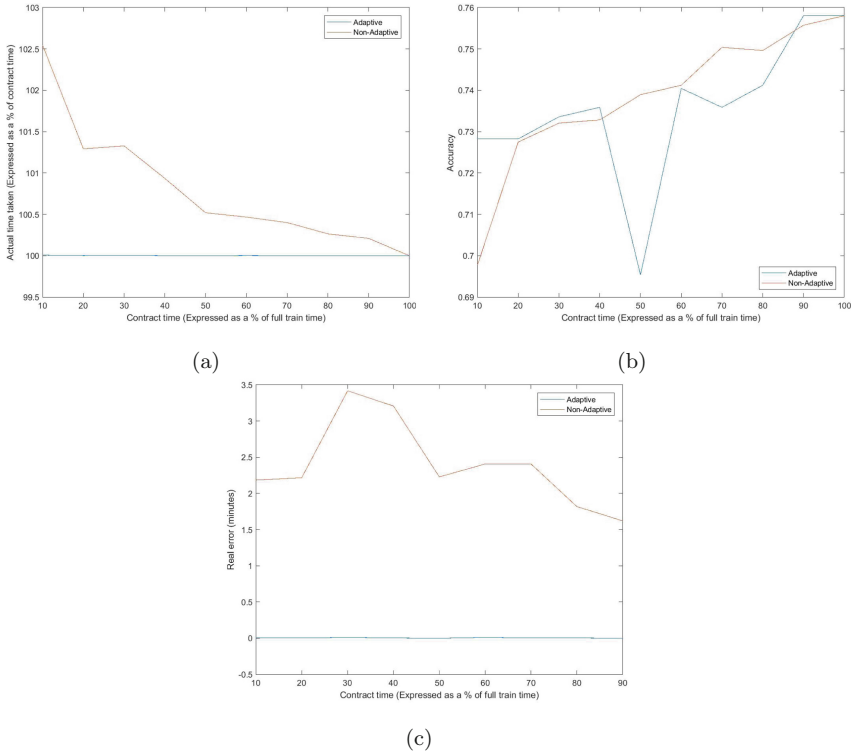 103
102.5
102
101.5
101
100.5
100
99.5
Actual time taken (Expressed as a % of contract time)
Adaptive
Non-Adaptive
10 20 30 40 50 60 70 80 90 100
Contract time (Expressed as a % of full train time)
(a)
0.76
0.75
0.74
0.73
0.72
0.71
0.7
0.69
Accuracy
Adaptive
Non-Adaptive
10 20 30 40 50 60 70 80 90 100
Contract time (Expressed as a % of full train time)
(b)
3.5
3
2.5
2
1.5
1
0.5
0
-0.5
Real error (minutes)
Adaptive
Non-Adaptive
10 20 30 40 50 60 70 80 90
Contract time (Expressed as a % of full train time)
(c)